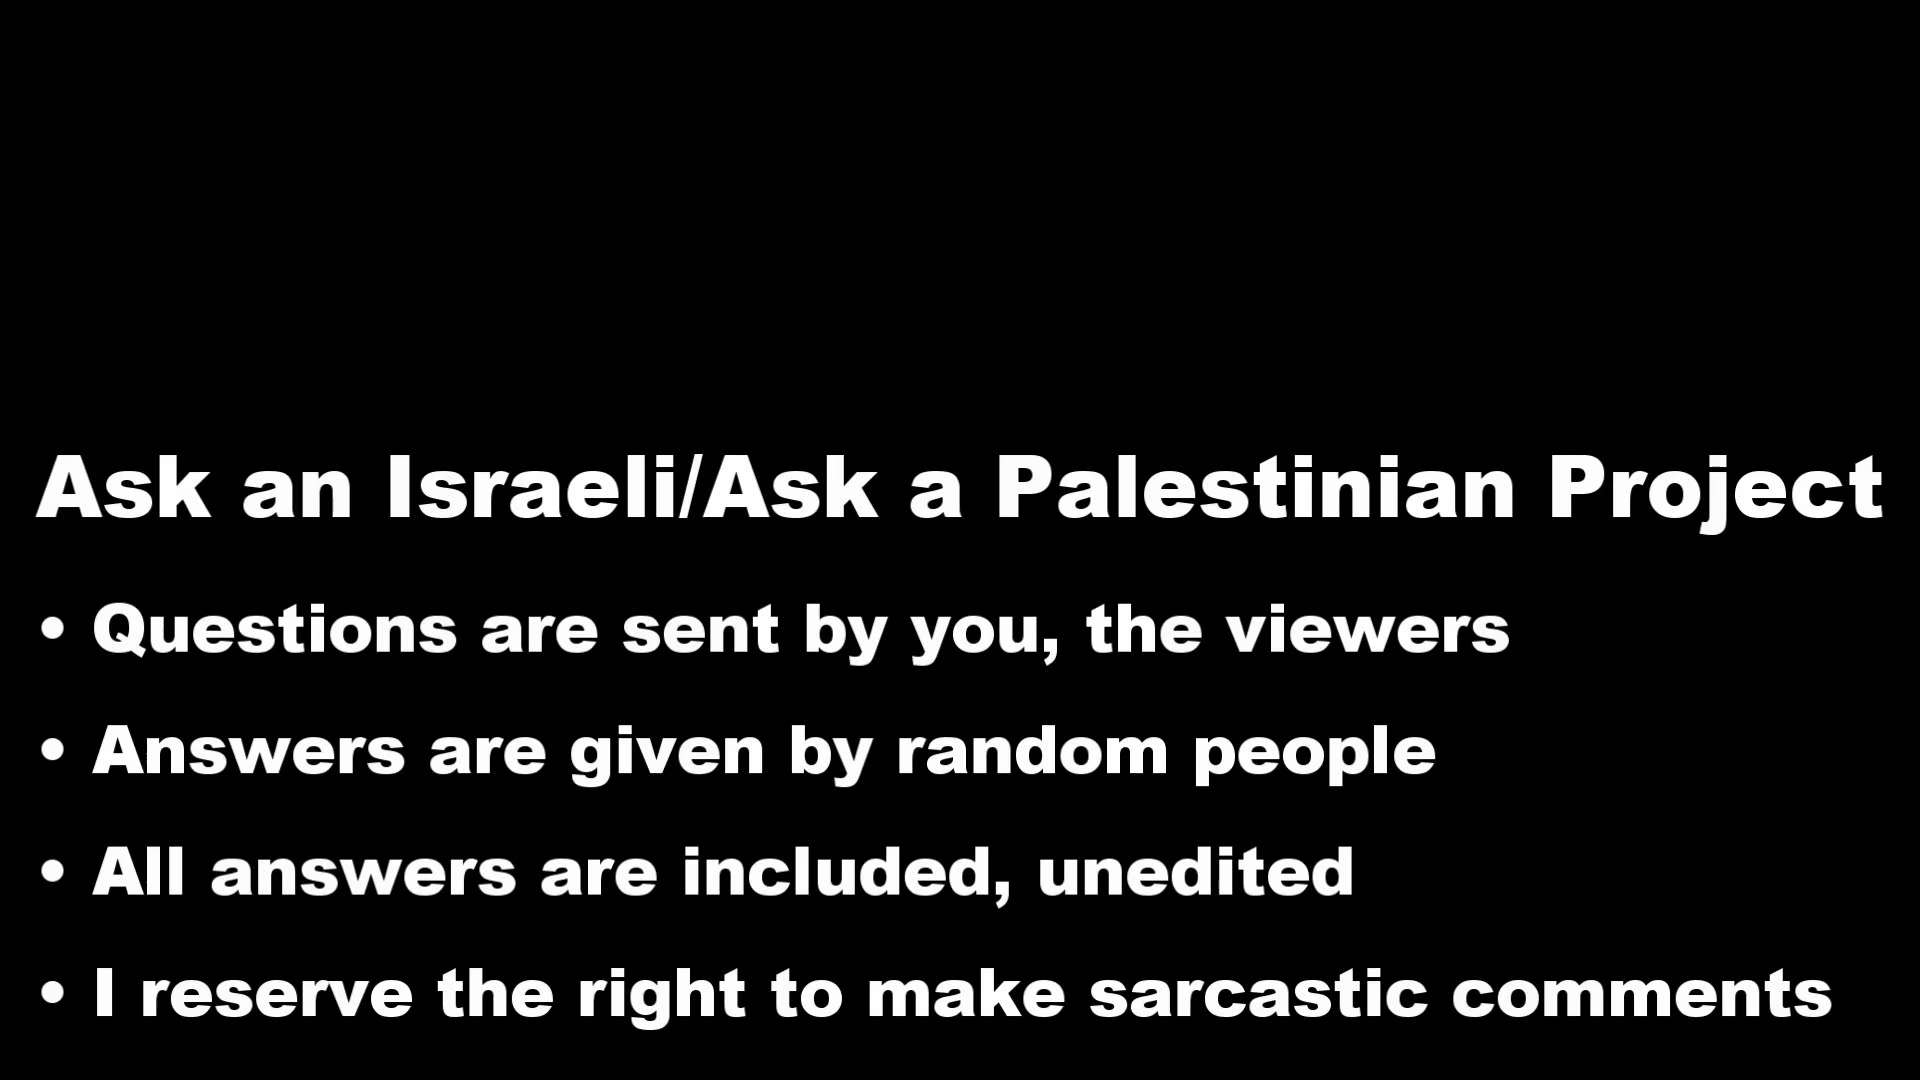 Ask an Israeli/Ask a Palestinian Project
• Questions are sent by you, the viewers
• Answers are given by random people
• All answers are included, unedited
• I reserve the right to make sarcastic comments